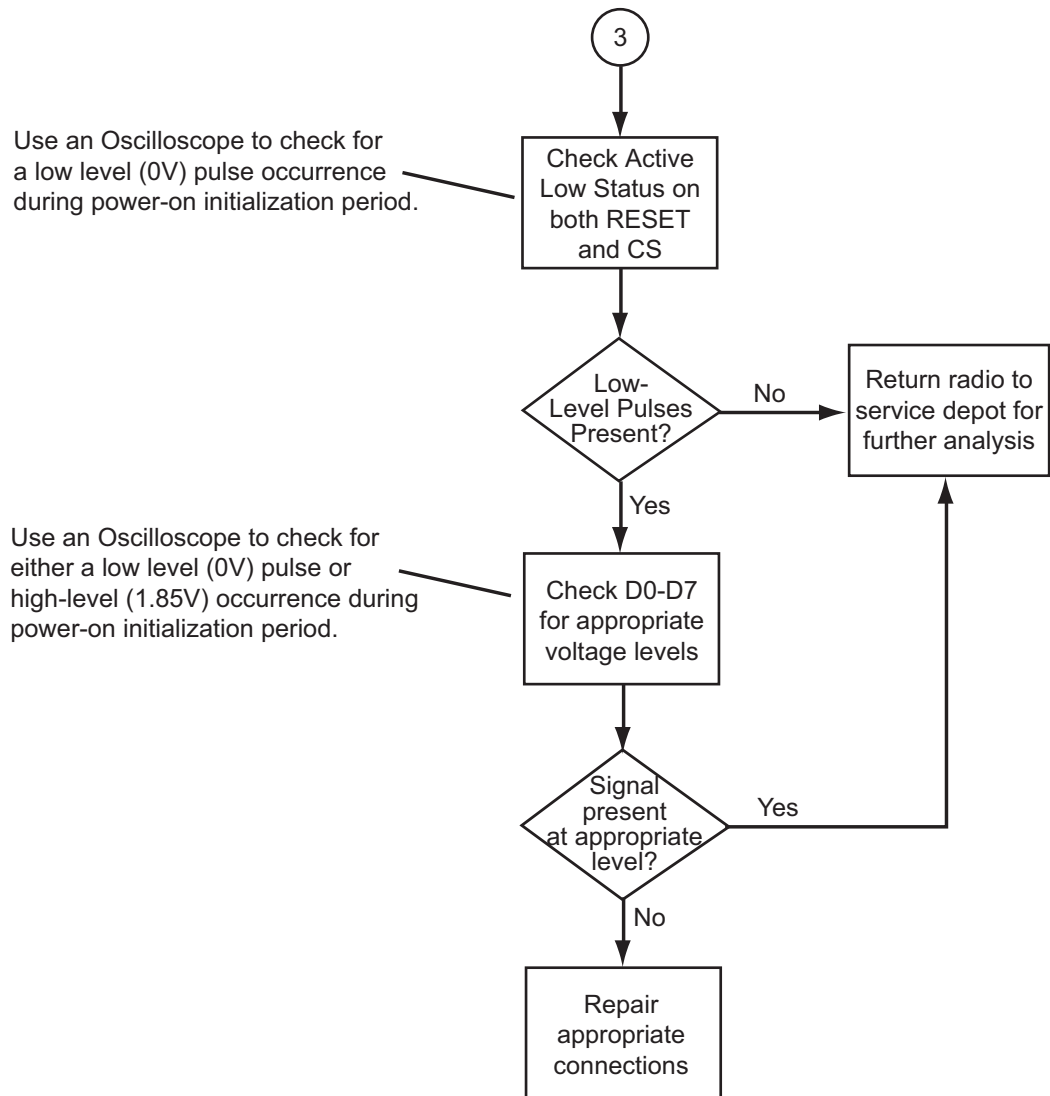 3
Use an Oscilloscope to check for
a low level (0V) pulse occurrence
during power-on initialization period.
Check Active
Low Status on
both RESET
and CS
Low-
Level Pulses
Present?
No
Return radio to
service depot for
further analysis
Yes
Use an Oscilloscope to check for
either a low level (0V) pulse or
high-level (1.85V) occurrence during
power-on initialization period.
Check D0-D7
for appropriate
voltage levels
Signal
present
at appropriate
level?
Yes
No
Repair
appropriate
connections